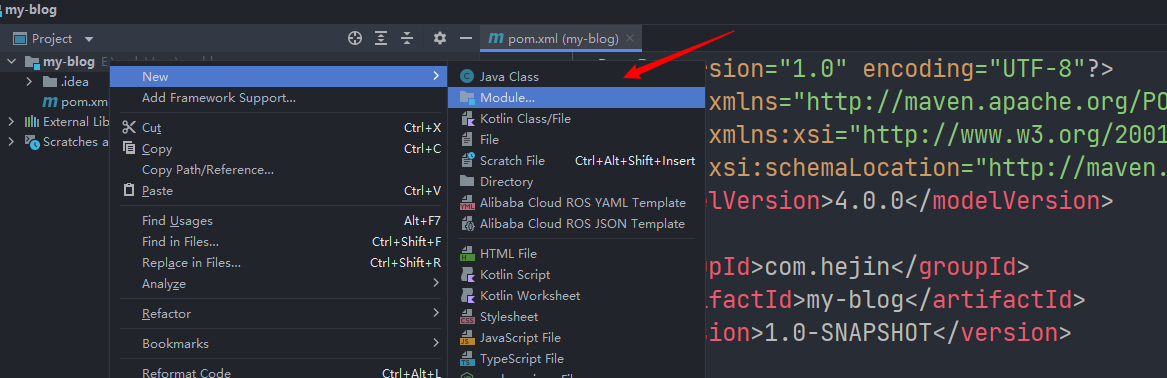 my-blog
Project
pom.xml (my-blog)
my-blog
.idea
pom.xml
External Lib
Scratches a
New
Add Framework Support...
Cut Ctrl+X
Copy Ctrl+C
Copy Path/Reference...
Paste Ctrl+V
Find Usages Alt+F7
Find in Files... Ctrl+Shift+F
Replace in Files... Ctrl+Shift+R
Analyze
Refactor
Bookmarks
Reformat Code Ctrl+Alt+L
Java Class
Module...
Kotlin Class/File
File
Scratch File Ctrl+Alt+Shift+Insert
Directory
Alibaba Cloud ROS YAML Template
Alibaba Cloud ROS JSON Template
HTML File
Kotlin Script
Kotlin Worksheet
Stylesheet
JavaScript File
TypeScript File
rsion="1.0" encoding="UTF-8"?>
xmlns="http://maven.apache.org/PO
xmlns:xsi="http://www.w3.org/2001
xsi:schemaLocation="http://maven.
elVersion>4.0.0</modelVersion>
pId>com.hejin</groupId>
ifactId>my-blog</artifactId>
sion>1.0-SNAPSHOT</version>